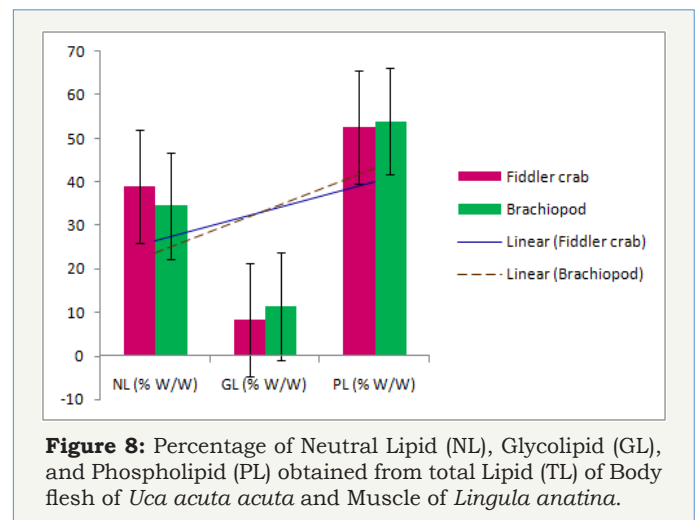 70
60
50
40
30
20
10
0
-10
NL (% W/W) GL (% W/W) PL (% W/W)
Fiddler crab
Brachiopod
Linear (Fiddler crab)
Linear (Brachiopod)
Figure 8: Percentage of Neutral Lipid (NL), Glycolipid (GL),
and Phospholipid (PL) obtained from total Lipid (TL) of Body
flesh of Uca acuta acuta and Muscle of Lingula anatina.